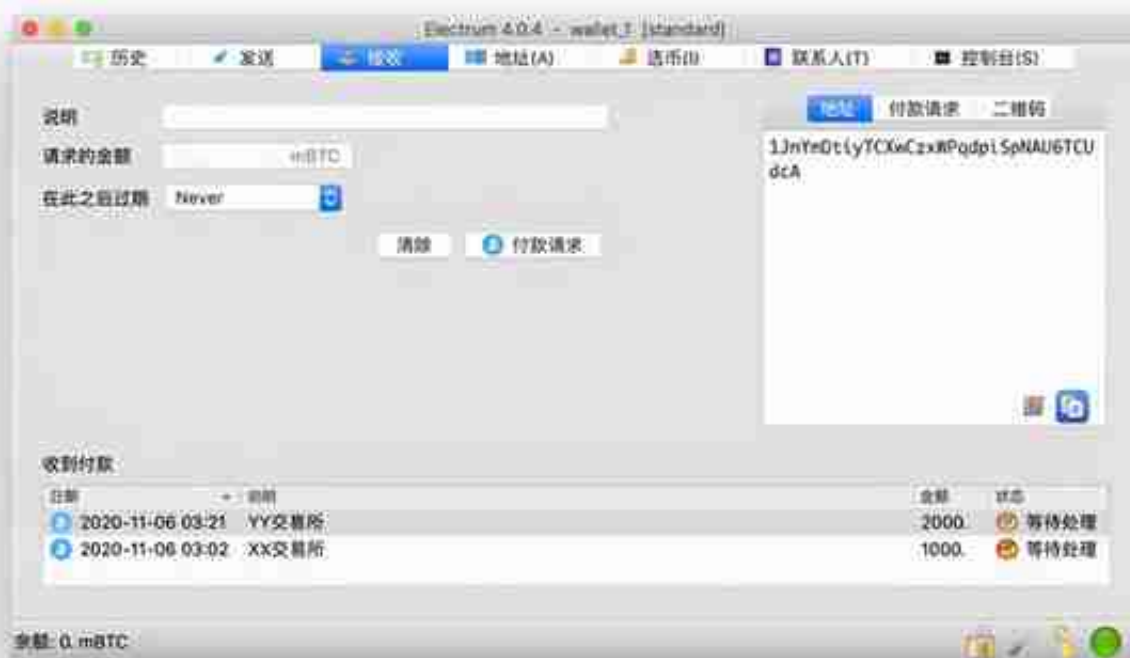 Electrum 4.0.4 - wallet_1 [standard]
历史 发送 接收 地址(A) 选币(I) 联系人(T) 控制台(S)
说明
请求的金额 mBTC
在此之后过期 Never
清除 付款请求
地址 付款请求 二维码
收到付款
日期 说明 金额 状态
2020-11-06 03:21 YY交易所 2000. 等待处理
2020-11-06 03:02 XX交易所 1000. 等待处理
余额: 0. mBTC